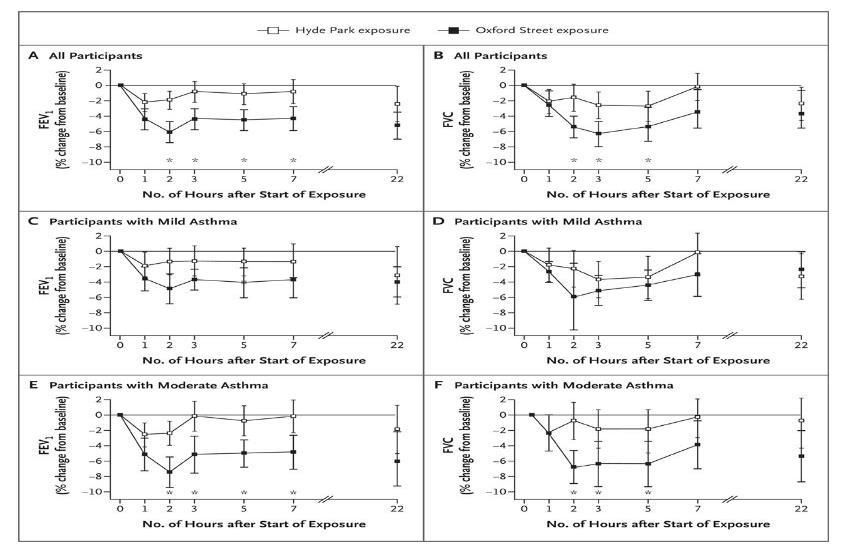 Hyde Park exposure Oxford Street exposure
A All Participants
FEV1
(% change from baseline)
2
0
−2
−4
−6
−8
−10
* * * *
0 1 2 3 5 7 22
No. of Hours after Start of Exposure
B All Participants
FVC
(% change from baseline)
2
0
−2
−4
−6
−8
−10
* * *
0 1 2 3 5 7 22
No. of Hours after Start of Exposure
C Participants with Mild Asthma
FEV1
(% change from baseline)
2
0
−2
−4
−6
−8
−10
0 1 2 3 5 7 22
No. of Hours after Start of Exposure
D Participants with Mild Asthma
FVC
(% change from baseline)
2
0
−2
−4
−6
−8
−10
0 1 2 3 5 7 22
No. of Hours after Start of Exposure
E Participants with Moderate Asthma
FEV1
(% change from baseline)
2
0
−2
−4
−6
−8
−10
* * * *
0 1 2 3 5 7 22
No. of Hours after Start of Exposure
F Participants with Moderate Asthma
FVC
(% change from baseline)
2
0
−2
−4
−6
−8
−10
* * *
0 1 2 3 5 7 22
No. of Hours after Start of Exposure